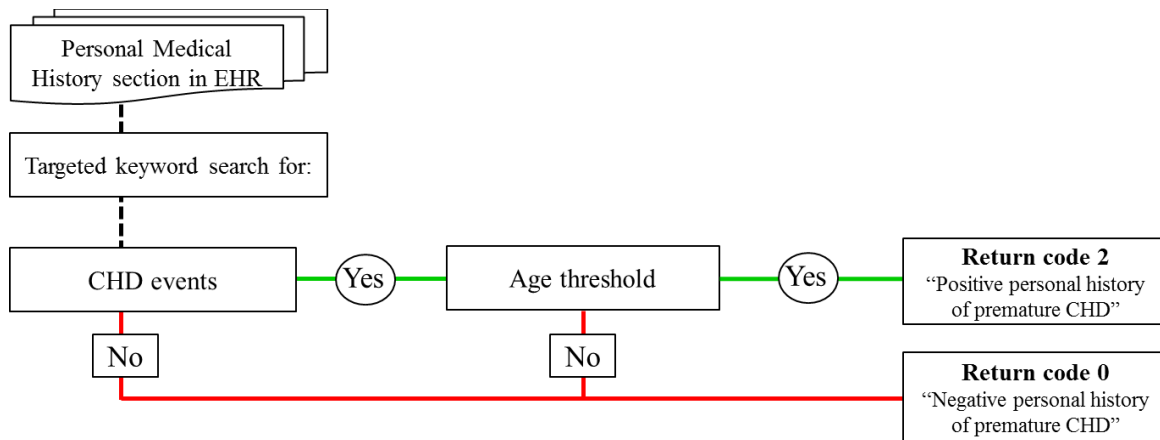 Personal Medical
History section in EHR
Targeted keyword search for:
CHD events
Yes
Age threshold
Yes
Return code 2
“Positive personal history
of premature CHD”
No
No
Return code 0
“Negative personal history
of premature CHD”